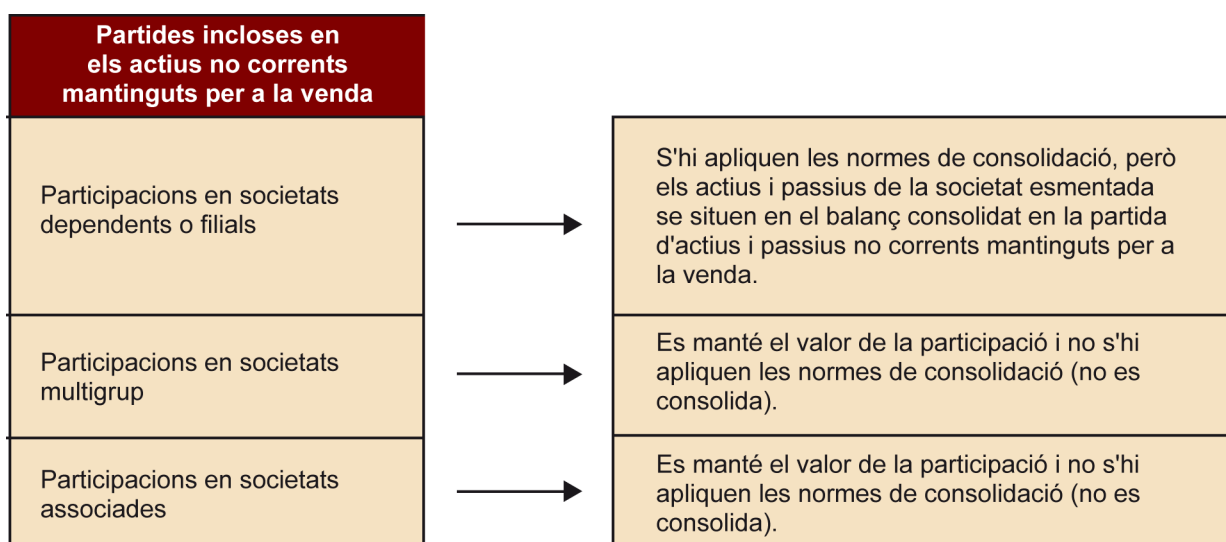 Partides incloses en
els actius no corrents
mantinguts per a la venda
Participacions en societats
dependents o filials
S'hi apliquen les normes de consolidació, però
els actius i passius de la societat esmentada
se situen en el balanç consolidat en la partida
d'actius i passius no corrents mantinguts per a
la venda.
Participacions en societats
multigrup
Es manté el valor de la participació i no s'hi
apliquen les normes de consolidació (no es
consolida).
Participacions en societats
associades
Es manté el valor de la participació i no s'hi
apliquen les normes de consolidació (no es
consolida).